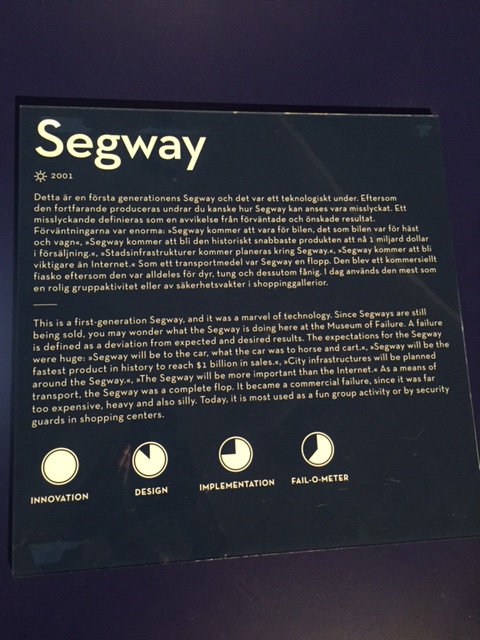 Segway
2001
Detta är en första generationens Segway och det var ett teknologiskt under. Eftersom
den fortfarande produceras undrar du kanske hur Segway kan anses vara misslyckat. Ett
misslyckande definieras som en avvikelse från förväntade och önskade resultat.
Förväntningarna var enorma: »Segway kommer att vara för bilen, det som bilen var för häst
och vagn«, »Segway kommer att bli den historiskt snabbaste produkten att nå 1 miljard dollar
i försäljning.«, »Stadsinfrastrukturer kommer planeras kring Segway.«, »Segway kommer att bli
viktigare än Internet.« Som ett transportmedel var Segway en flopp. Den blev ett kommersiellt
fiasko eftersom den var alldeles för dyr, tung och dessutom fånig. I dag används den mest som
en rolig gruppaktivitet eller av säkerhetsvakter i shoppinggallerior.
This is a first-generation Segway, and it was a marvel of technology. Since Segways are still
being sold, you may wonder what the Segway is doing here at the Museum of Failure. A failure
is defined as a deviation from expected and desired results. The expectations for the Segway
were huge: »Segway will be to the car, what the car was to horse and cart.«, »Segway will be the
fastest product in history to reach $1 billion in sales.«, »City infrastructures will be planned
around the Segway.«, »The Segway will be more important than the Internet.« As a means of
transport, the Segway was a complete flop. It became a commercial failure, since it was far
too expensive, heavy and also silly. Today, it is most used as a fun group activity or by security
guards in shopping centers.
INNOVATION DESIGN IMPLEMENTATION FAIL-O-METER